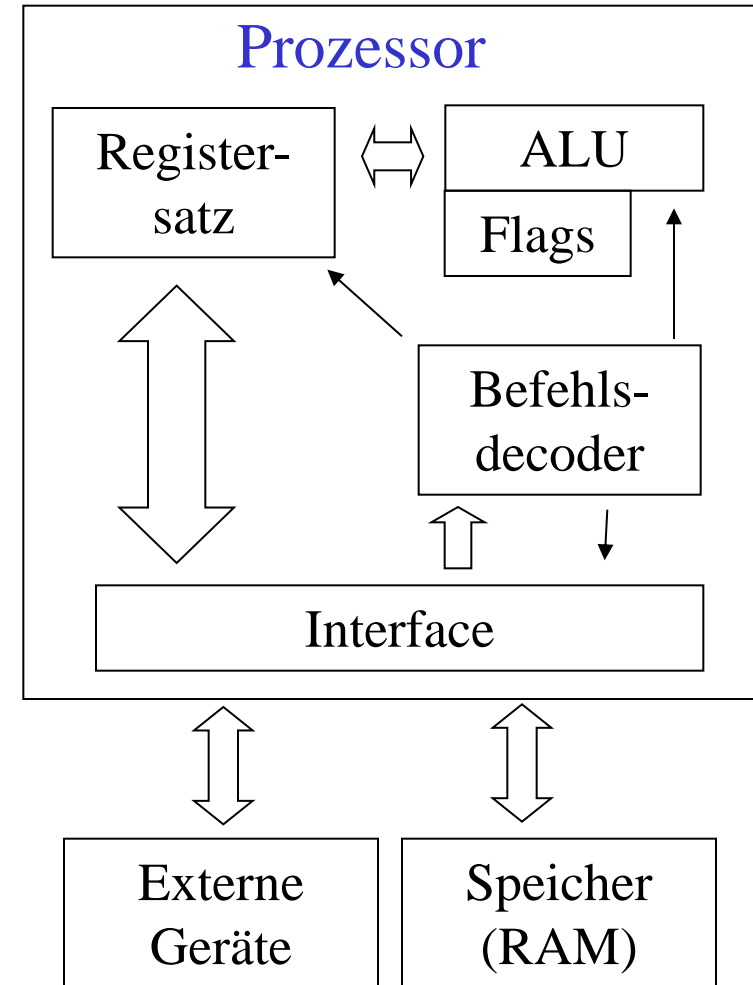 Prozessor
Register-
satz
ALU
Flags
Befehls-
decoder
Interface
Externe
Geräte
Speicher
(RAM)